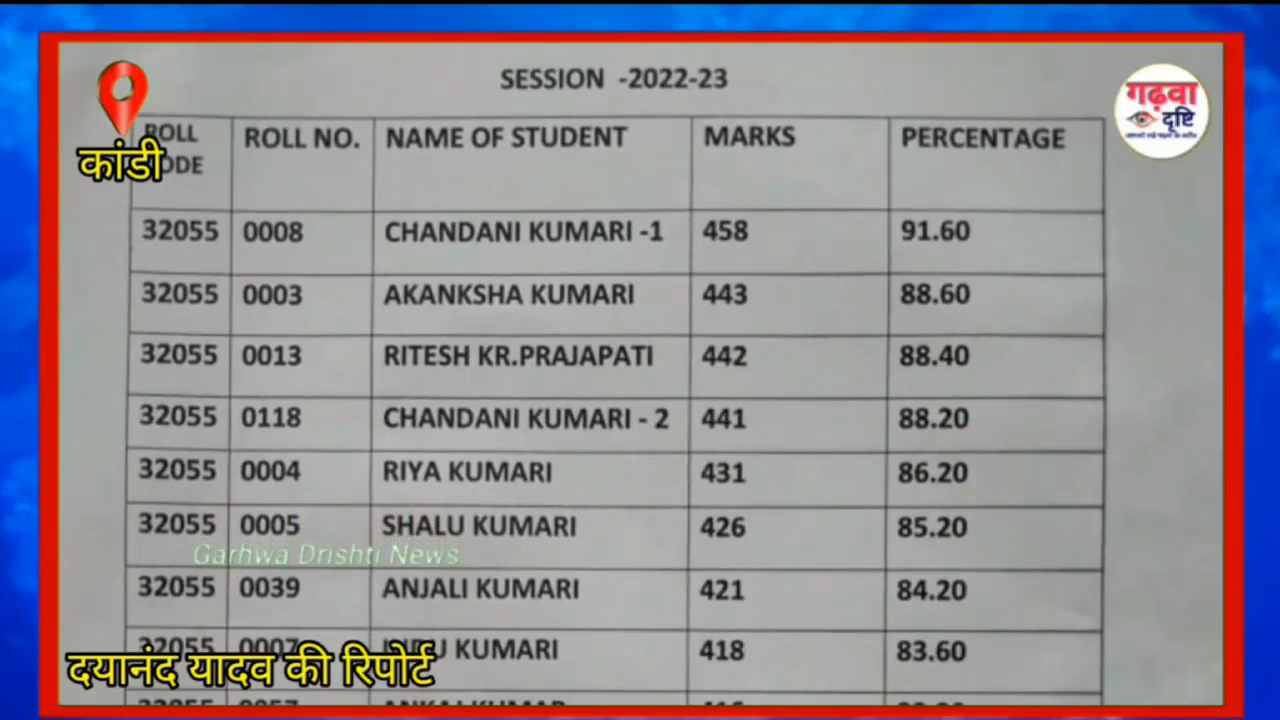 SESSION -2022-23
गढ़वा
दृष्टि
कांडी
ROLL NO. NAME OF STUDENT MARKS PERCENTAGE
32055 0008 CHANDANI KUMARI -1 458 91.60
32055 0003 AKANKSHA KUMARI 443 88.60
32055 0013 RITESH KR.PRAJAPATI 442 88.40
32055 0118 CHANDANI KUMARI - 2 441 88.20
32055 0004 RIYA KUMARI 431 86.20
32055 0005 SHALU KUMARI 426 85.20
Garhwa Drishti News
32055 0039 ANJALI KUMARI 421 84.20
32055 0007 KUMARI 418 83.60
दयानंद यादव की रिपोर्ट